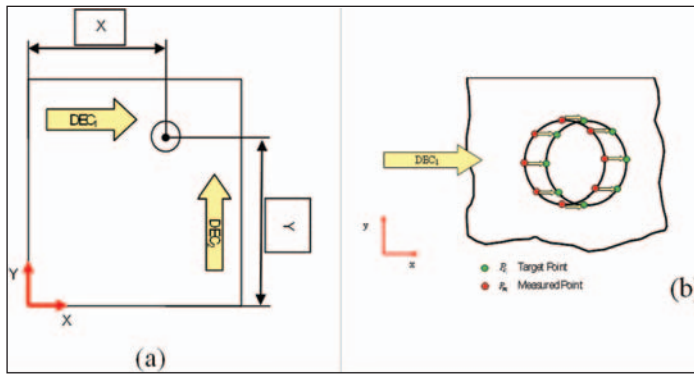 X
DEC₁
DEC₂
Y
Y
X
(a)
DEC₁
y
x
Target Point
Measured Point
(b)